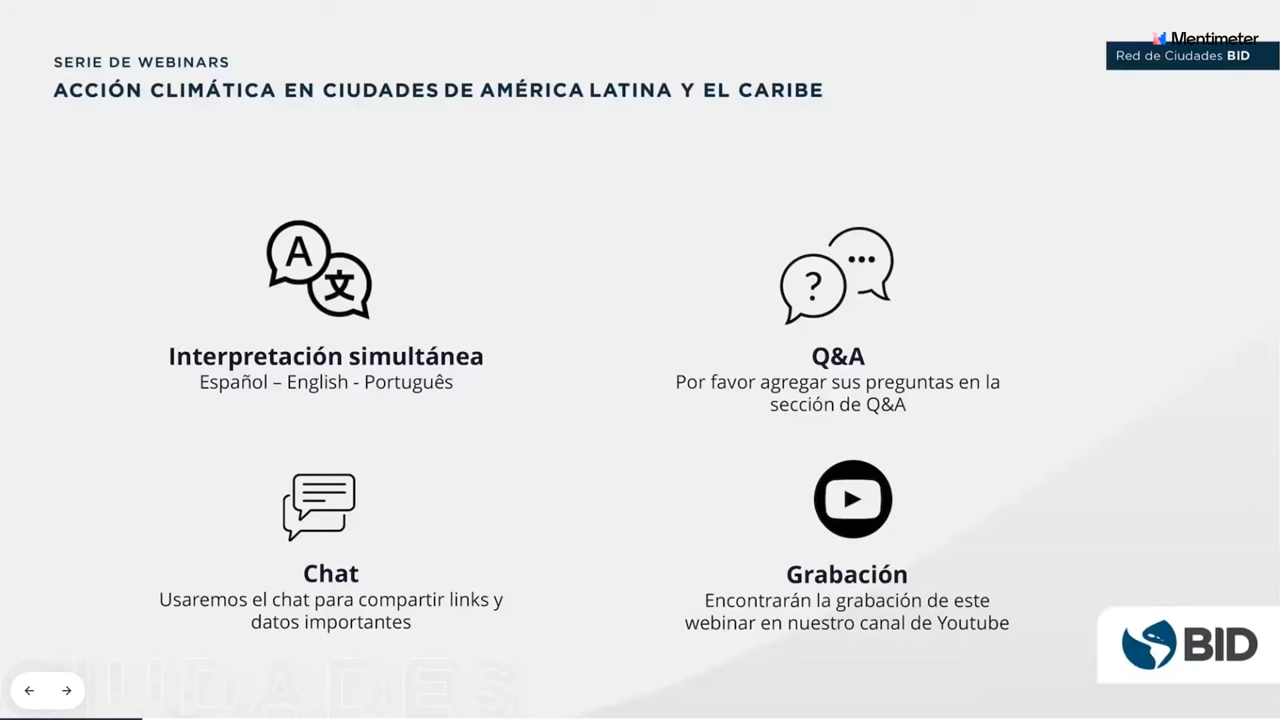 SERIE DE WEBINARS
ACCIÓN CLIMÁTICA EN CIUDADES DE AMÉRICA LATINA Y EL CARIBE
Mentimeter
Red de Ciudades BID
A
文
?
Interpretación simultánea
Español – English - Português
Q&A
Por favor agregar sus preguntas en la
sección de Q&A
Chat
Usaremos el chat para compartir links y
datos importantes
Grabación
Encontrarán la grabación de este
webinar en nuestro canal de Youtube
CIUDADES
BID